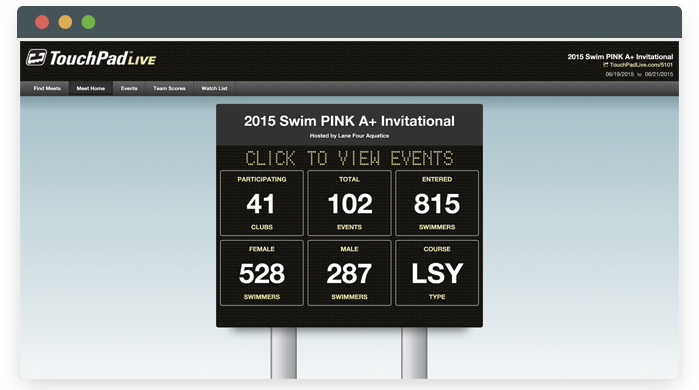 TouchPad LIVE
2015 Swim PINK A+ Invitational
TouchPadLive.com/5101
06/19/2015 to 06/21/2015
Find Meets Meet Home Events Team Scores Watch List
2015 Swim PINK A+ Invitational
Hosted by Lane Four Aquatics
CLICK TO VIEW EVENTS
PARTICIPATING TOTAL ENTERED
41 102 815
CLUBS EVENTS SWIMMERS
FEMALE MALE COURSE
528 287 LSY
SWIMMERS SWIMMERS TYPE